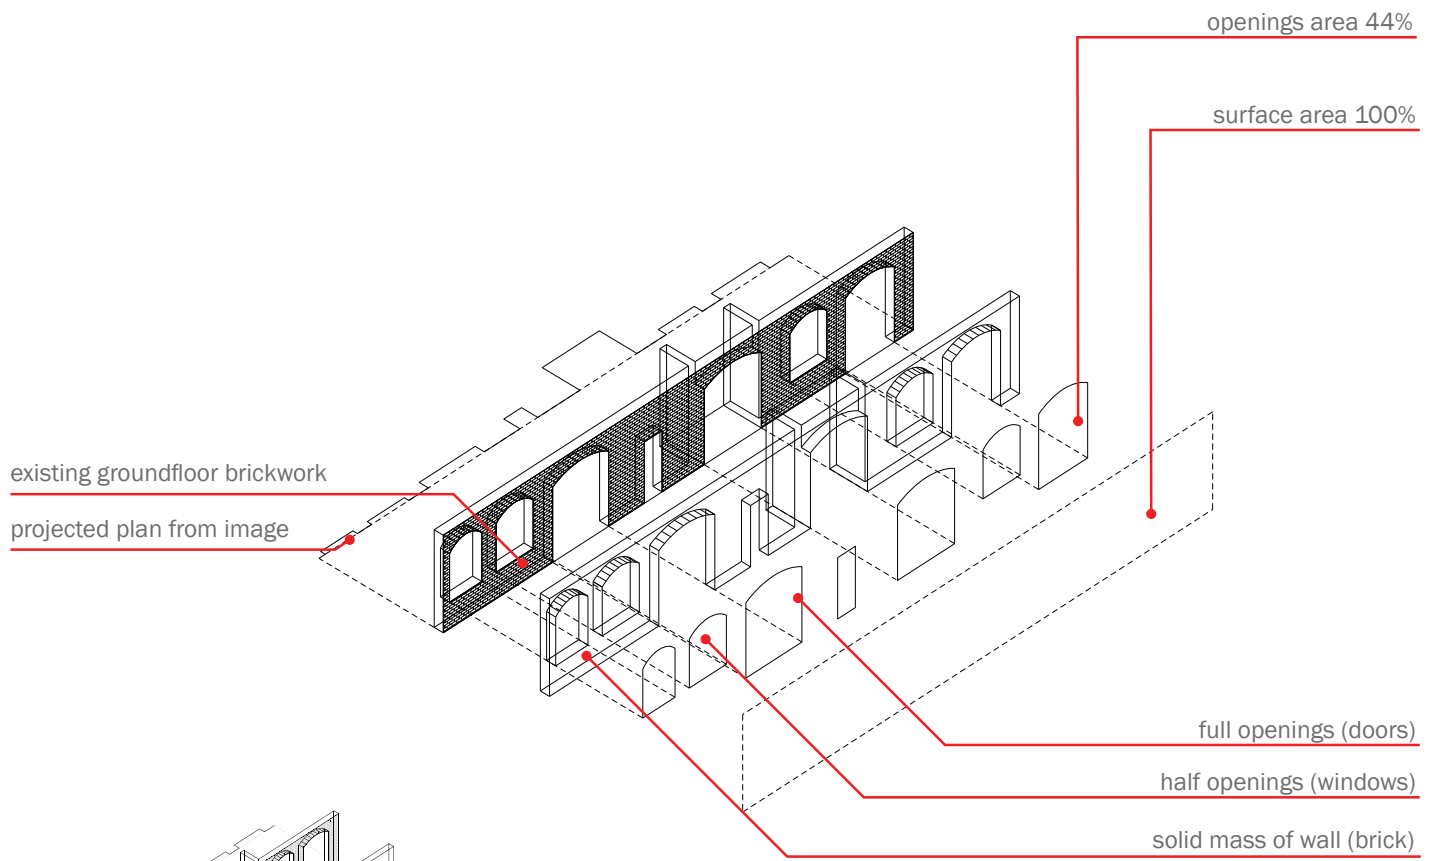 openings area 44%
surface area 100%
existing groundfloor brickwork
projected plan from image
full openings (doors)
half openings (windows)
solid mass of wall (brick)